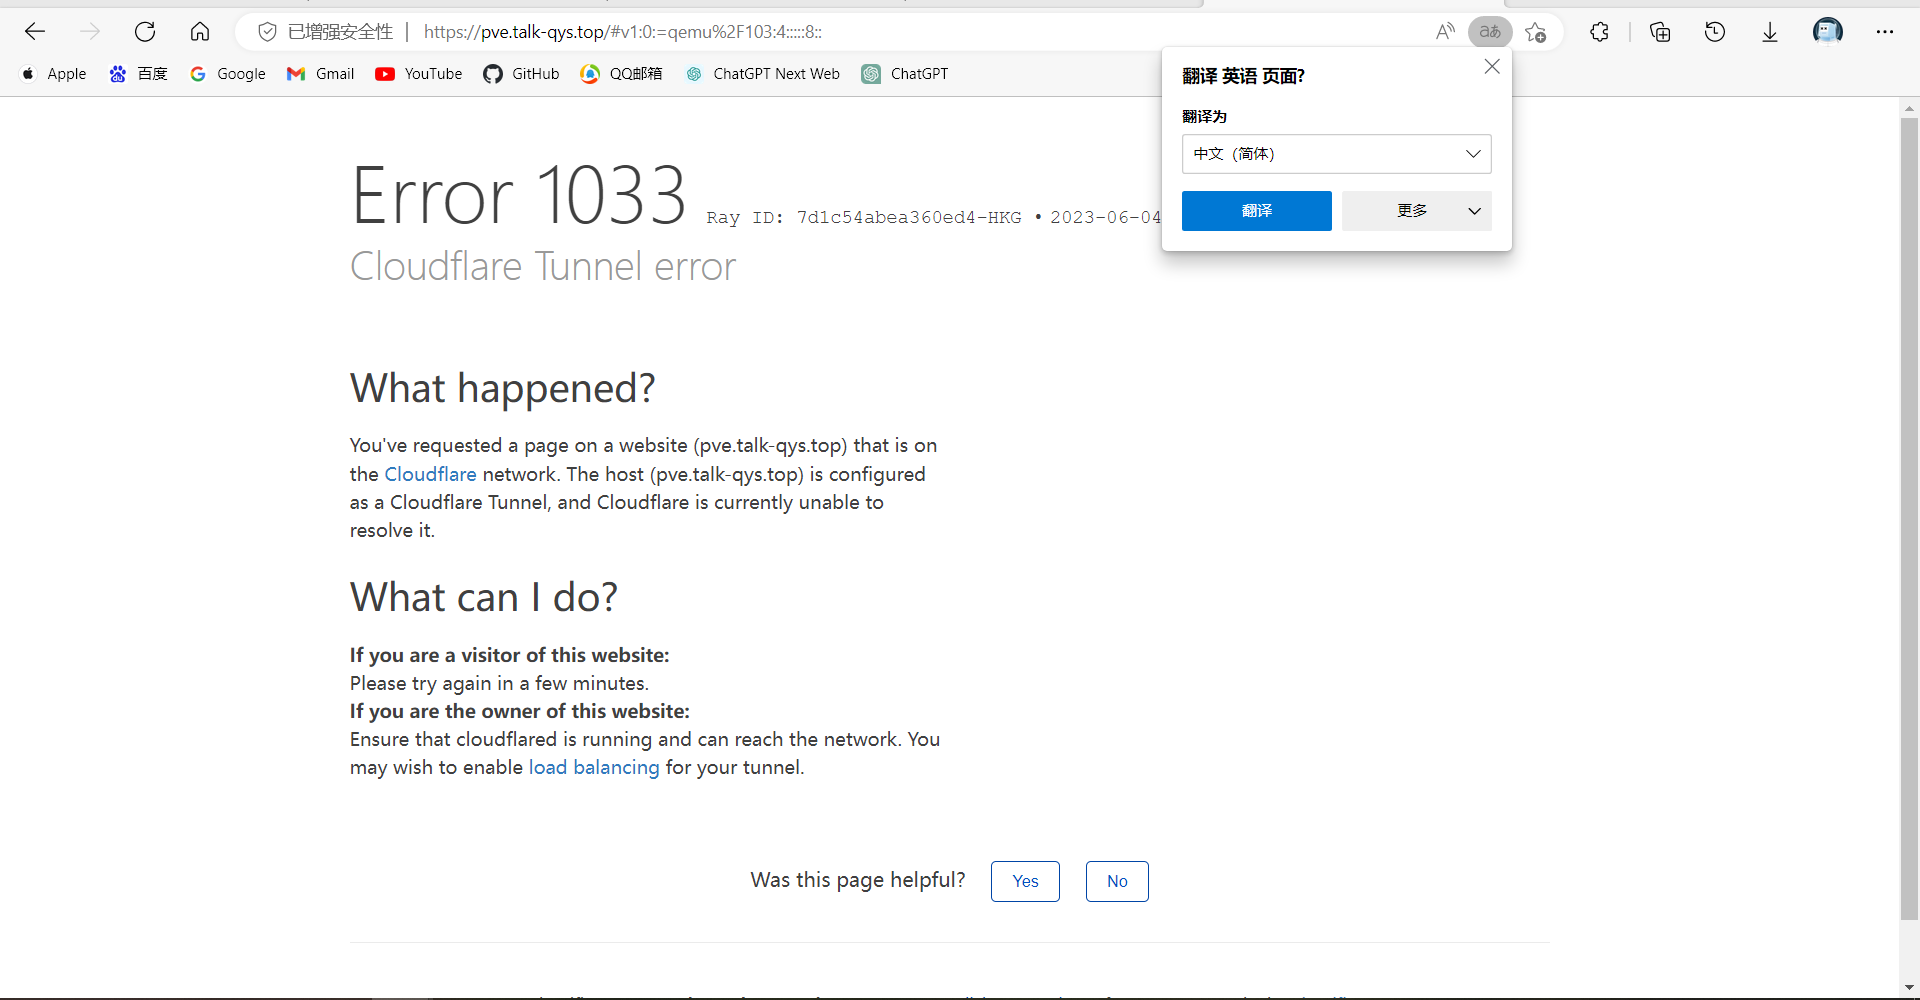 已增强安全性 | https://pve.talk-qys.top/#v1:0:=qemu%2F103:4:::::8::
Apple 百度 Google Gmail YouTube GitHub QQ邮箱 ChatGPT Next Web ChatGPT
翻译 英语 页面?
翻译为
中文 (简体)
翻译 更多
Error 1033 Ray ID: 7d1c54abea360ed4-HKG • 2023-06-04
Cloudflare Tunnel error
What happened?
You've requested a page on a website (pve.talk-qys.top) that is on
the Cloudflare network. The host (pve.talk-qys.top) is configured
as a Cloudflare Tunnel, and Cloudflare is currently unable to
resolve it.
What can I do?
If you are a visitor of this website:
Please try again in a few minutes.
If you are the owner of this website:
Ensure that cloudflared is running and can reach the network. You
may wish to enable load balancing for your tunnel.
Was this page helpful? Yes No